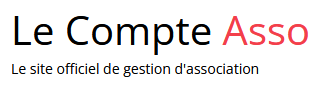 Le Compte Asso
Le site officiel de gestion d'association